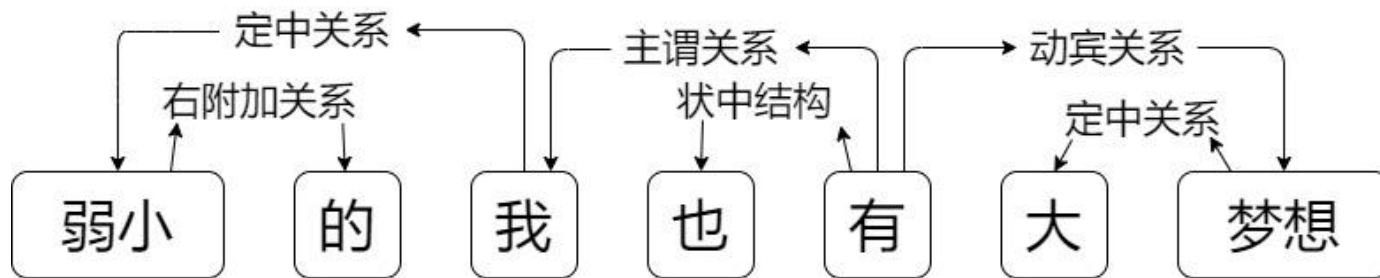 定中关系 主谓关系 动宾关系
右附加关系 状中结构 定中关系
弱小 的 我 也 有 大 梦想